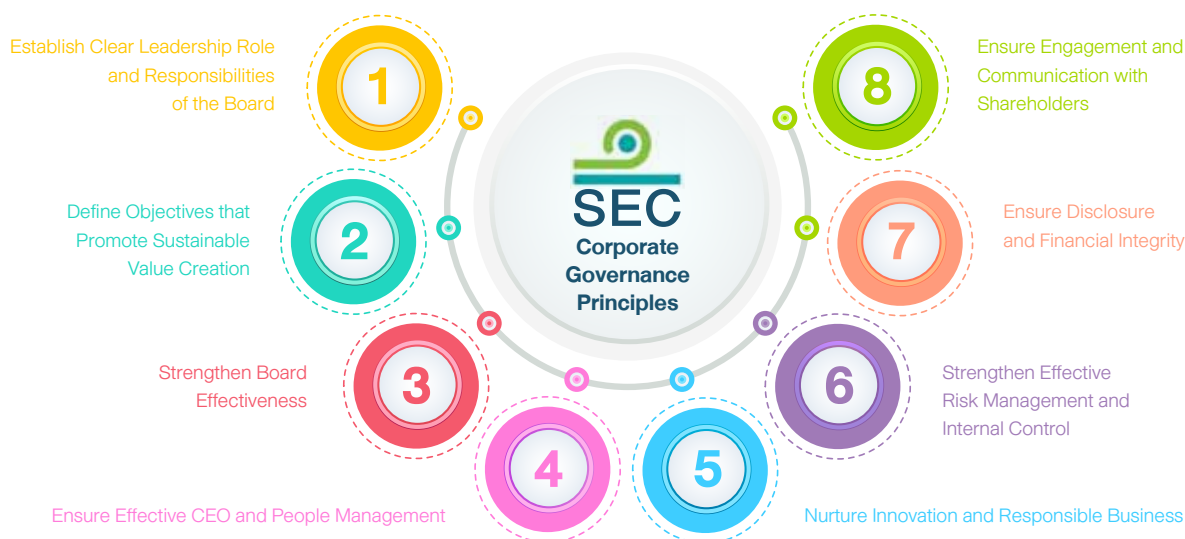 Establish Clear Leadership Role
and Responsibilities
of the Board
1
2
Define Objectives that
Promote Sustainable
Value Creation
3
Strengthen Board
Effectiveness
4
Ensure Effective CEO and People Management
SEC
Corporate
Governance
Principles
5
Nurture Innovation and Responsible Business
6
Strengthen Effective
Risk Management and
Internal Control
7
Ensure Disclosure
and Financial Integrity
8
Ensure Engagement and
Communication with
Shareholders